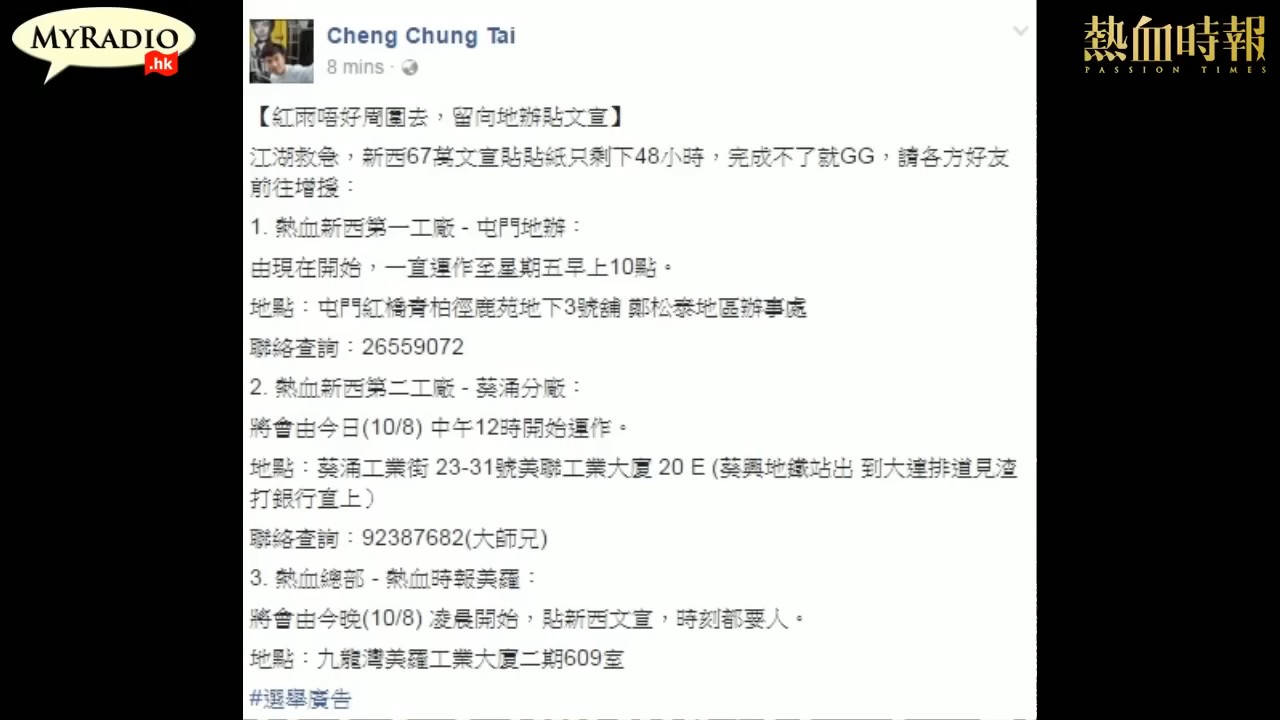 MYRADIO
.hk
熱血時報
PASSION TIMES
Cheng Chung Tai
8 mins ·
【紅雨唔好周圍去，留向地辦貼文宣】
江湖救急，新西67萬文宣貼貼紙只剩下48小時，完成不了就GG，請各方好友
前往增援：
1. 熱血新西第一工廠 - 屯門地辦：
由現在開始，一直運作至星期五早上10點。
地點：屯門紅橋青柏徑鹿苑地下3號舖 鄭松泰地區辦事處
聯絡查詢：26559072
2. 熱血新西第二工廠 - 葵涌分廠：
將會由今日(10/8) 中午12時開始運作。
地點：葵涌工業街 23-31號美聯工業大廈 20 E (葵興地鐵站出 到大連排道見渣
打銀行直上）
聯絡查詢：92387682(大師兄)
3. 熱血總部 - 熱血時報美羅：
將會由今晚(10/8) 凌晨開始，貼新西文宣，時刻都要人。
地點：九龍灣美羅工業大廈二期609室
#選舉廣告